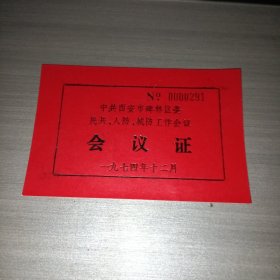 No 0000291
中共西安市碑林区委
民兵、人防、城防工作会议
会议证
一九七四年十二月